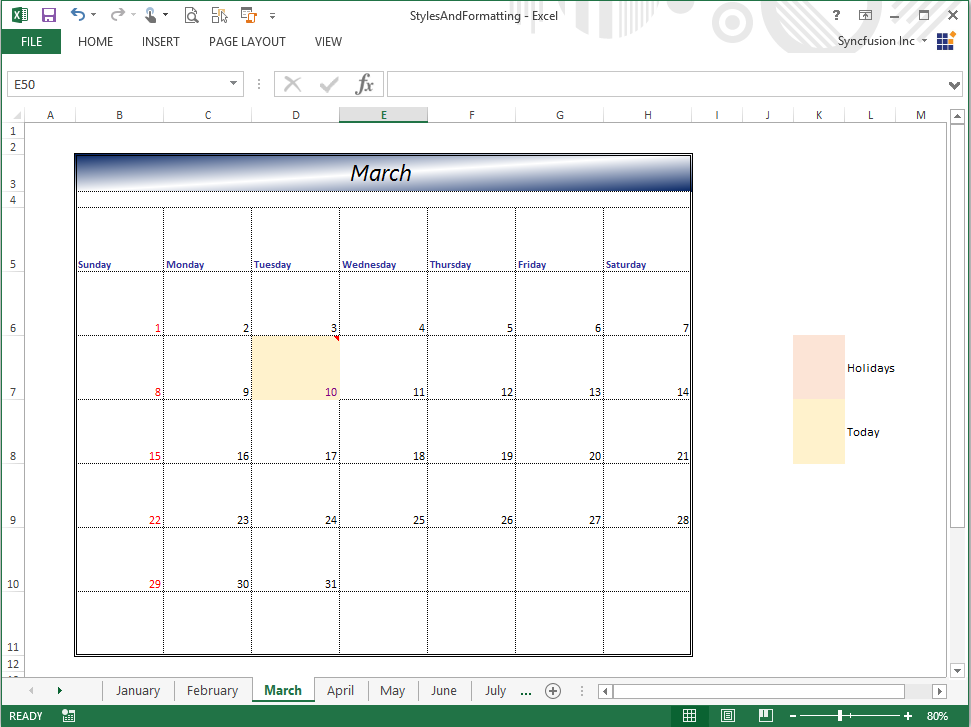 StylesAndFormatting - Excel
?
FILE HOME INSERT PAGE LAYOUT VIEW Syncfusion Inc
E50 fx
A B C D E F G H I J K L M
1
2
3 March
4
5 Sunday Monday Tuesday Wednesday Thursday Friday Saturday
6 1 2 3 4 5 6 7
7 8 9 10 11 12 13 14 Holidays
8 15 16 17 18 19 20 21 Today
9 22 23 24 25 26 27 28
10 29 30 31
11
12
January February March April May June July ...
READY 80%